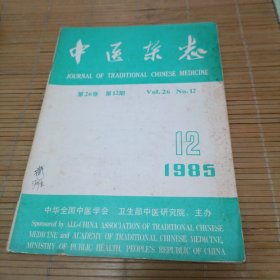 中医杂志
JOURNAL OF TRADITIONAL CHINESE MEDICINE
第26卷 第12期 Vol.26 No.12
12
1985
中华全国中医学会 卫生部中医研究院 主办
Sponsored by ALL-CHINA ASSOCIATION OF TRADITIONAL CHINESE
MEDICINE and ACADEMY OF TRADITIONAL CHINESE MEDICINE,
MINISTRY OF PUBLIC HEALTH, PEOPLE'S REPUBLIC OF CHINA